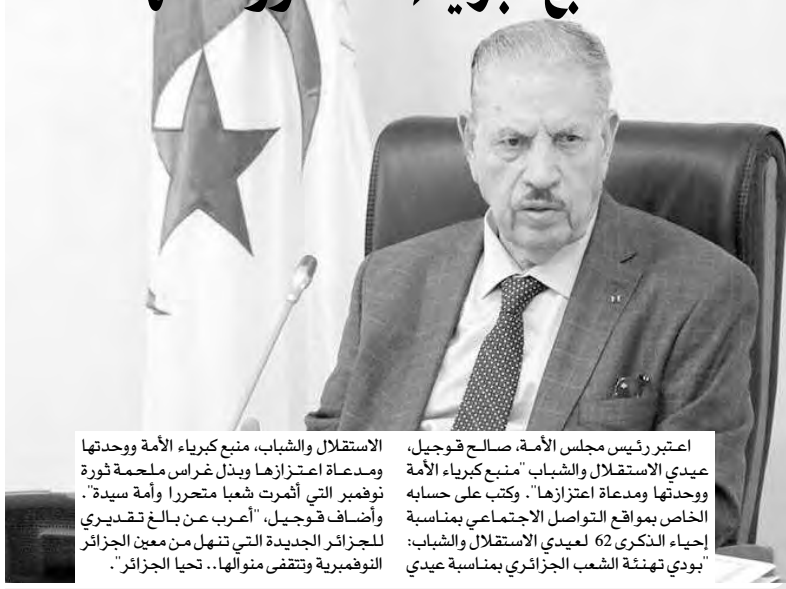 اعتبر رئيس مجلس الأمة، صالح قوجيل،
عيدي الاستقلال والشباب "منبع كبرياء الأمة
ووحدتها ومدعاة اعتزازها". وكتب على حسابه
الخاص بمواقع التواصل الاجتماعي بمناسبة
إحياء الذكرى 62 لعيدي الاستقلال والشباب:
"بودي تهنئة الشعب الجزائري بمناسبة عيدي
الاستقلال والشباب، منبع كبرياء الأمة ووحدتها
ومدعاة اعتزازها وبذل غراس ملحمة ثورة
نوفمبر التي أثمرت شعبا متحررا وأمة سيدة".
وأضاف قوجيل، "أعرب عن بالغ تقديري
للجزائر الجديدة التي تنهل من معين الجزائر
النوفمبرية وتتقفى منوالها.. تحيا الجزائر".